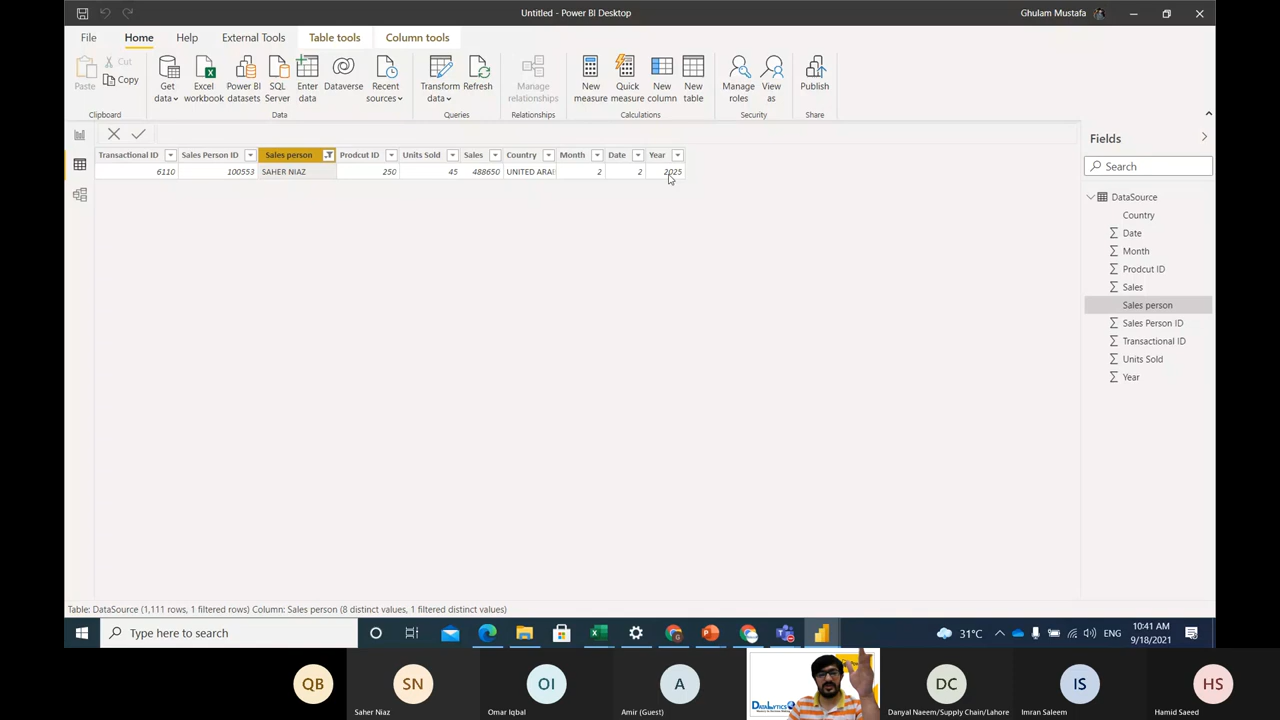 Untitled - Power BI Desktop
Ghulam Mustafa
File Home Help External Tools Table tools Column tools
Paste
Cut
Copy
Get data
Excel workbook
Power BI datasets
SQL Server
Enter data
Dataverse
Recent sources
Transform data
Refresh
Manage relationships
New measure
Quick measure
New column
New table
Manage roles
View as
Publish
Clipboard Data Queries Relationships Calculations Security Share
Transactional ID Sales Person ID Sales person Prodcut ID Units Sold Sales Country Month Date Year
6110 100553 SAHER NIAZ 250 45 488650 UNITED ARAI 2 2 2025
Fields
Search
DataSource
Country
Date
Month
Prodcut ID
Sales
Sales person
Sales Person ID
Transactional ID
Units Sold
Year
Table: DataSource (1,111 rows, 1 filtered rows) Column: Sales person (8 distinct values, 1 filtered distinct values)
Type here to search
31°C
ENG
10:41 AM
9/18/2021
QB
SN
Saher Niaz
OI
Omar Iqbal
A
Amir (Guest)
DC
Danyal Naeem/Supply Chain/Lahore
IS
Imran Saleem
HS
Hamid Saeed